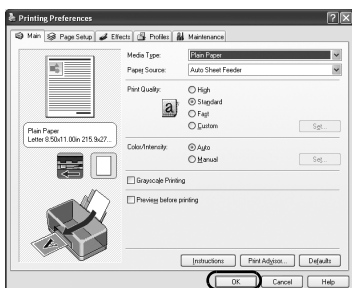 Printing Preferences
Main Page Setup Effects Profiles Maintenance
Media Type: Plain Paper
Paper Source: Auto Sheet Feeder
Print Quality: High
Standard
Fast
Custom Set...
Plain Paper
Letter 8.50x11.00in 215.9x27...
Color/Intensity: Auto
Manual Set...
Grayscale Printing
Preview before printing
Instructions Print Advisor... Defaults
OK Cancel Help